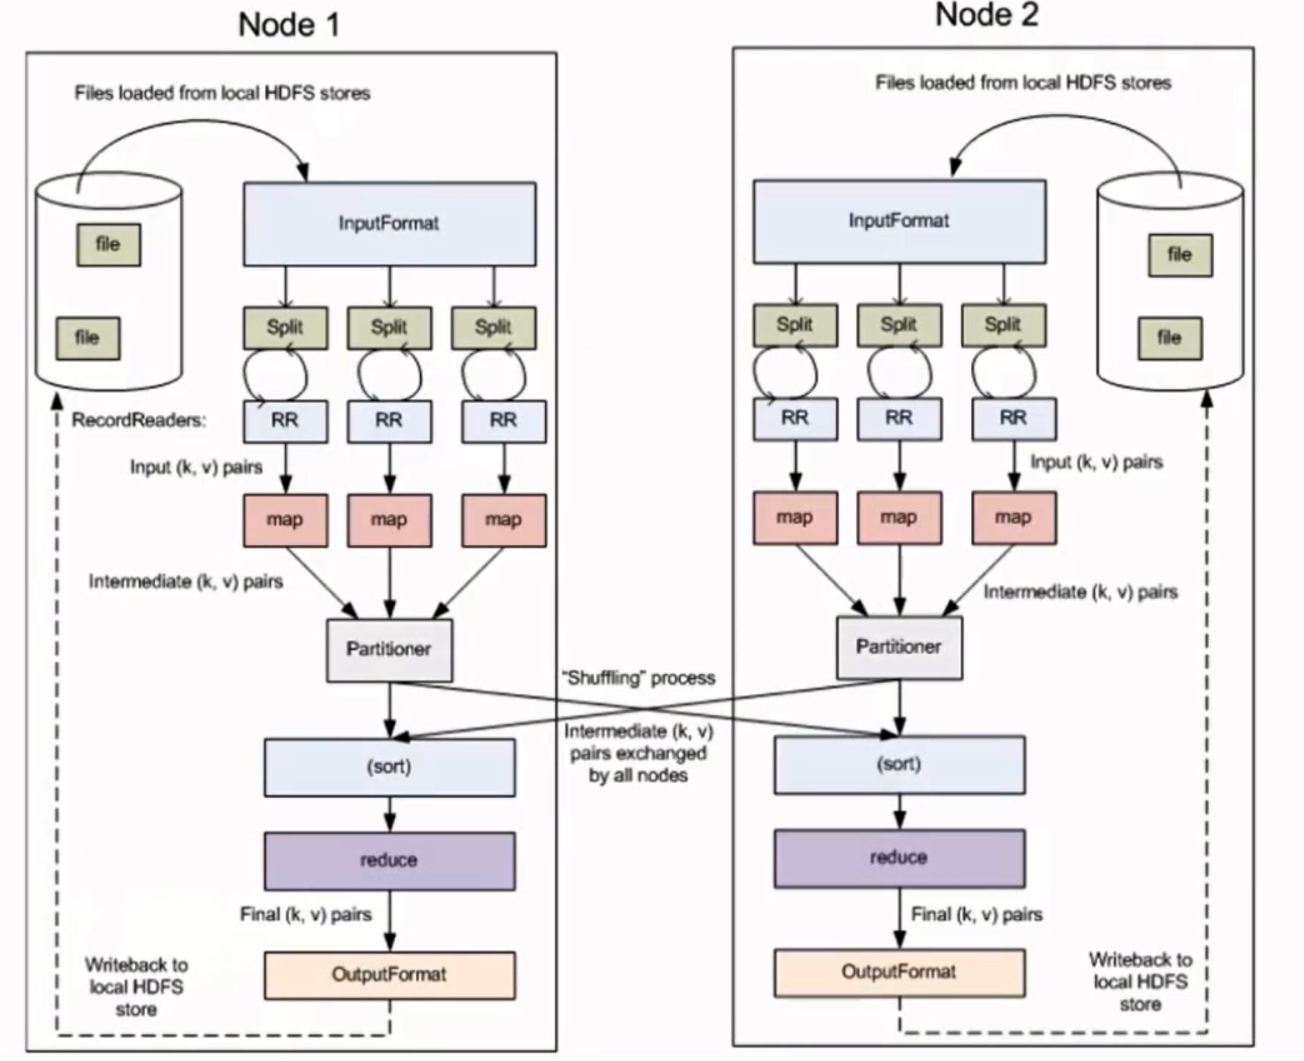 Node 1
Files loaded from local HDFS stores
InputFormat
file
file
Split
Split
Split
RecordReaders:
RR
RR
RR
Input (k, v) pairs
map
map
map
Intermediate (k, v) pairs
Partitioner
(sort)
reduce
Final (k, v) pairs
OutputFormat
Writeback to
local HDFS
store
"Shuffling" process
Intermediate (k, v)
pairs exchanged
by all nodes
Node 2
Files loaded from local HDFS stores
InputFormat
file
file
Split
Split
Split
RR
RR
RR
Input (k, v) pairs
map
map
map
Intermediate (k, v) pairs
Partitioner
(sort)
reduce
Final (k, v) pairs
OutputFormat
Writeback to
local HDFS
store